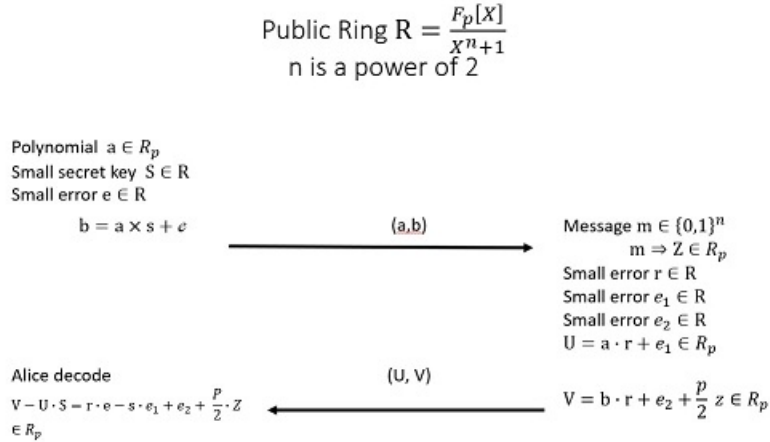 Public Ring R = F_p[X] / X^n+1
n is a power of 2
Polynomial a ∈ R_p
Small secret key S ∈ R
Small error e ∈ R
b = a × s + e
(a,b)
Message m ∈ {0,1}^n
m ⇒ Z ∈ R_p
Small error r ∈ R
Small error e_1 ∈ R
Small error e_2 ∈ R
U = a · r + e_1 ∈ R_p
V = b · r + e_2 + p/2 z ∈ R_p
(U, V)
Alice decode
V − U · S = r · e − s · e_1 + e_2 + P/2 · Z
∈ R_p